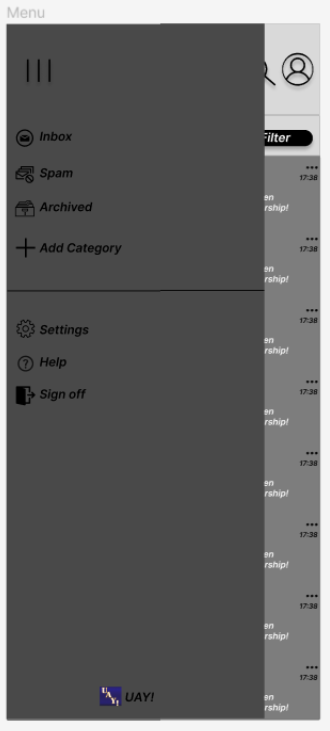 Menu
Inbox
Filter
Spam
17:38
en
rship!
Archived
Add Category
17:38
en
rship!
Settings
17:38
en
rship!
Help
Sign off
17:38
en
rship!
17:38
en
rship!
17:38
en
rship!
17:38
en
rship!
17:38
UAY!
UAY!
en
rship!